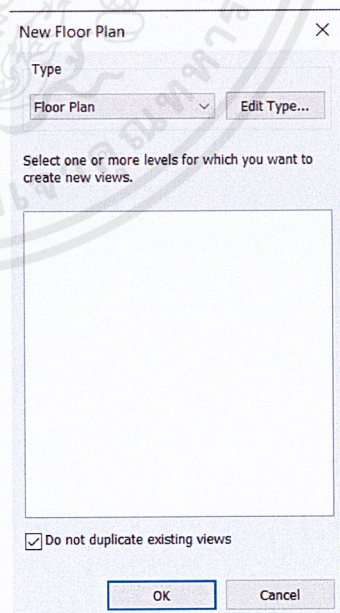 New Floor Plan
Type
Floor Plan
Edit Type...
Select one or more levels for which you want to
create new views.
Do not duplicate existing views
OK
Cancel